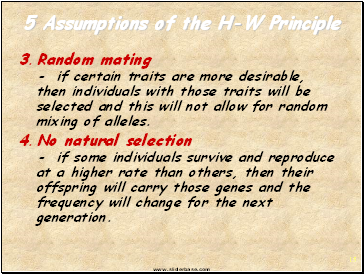 5 Assumptions of the H-W Principle
3. Random mating
- if certain traits are more desirable,
then individuals with those traits will be
selected and this will not allow for random
mixing of alleles.
4. No natural selection
- if some individuals survive and reproduce
at a higher rate than others, then their
offspring will carry those genes and the
frequency will change for the next
generation.
www.sliderbase.com